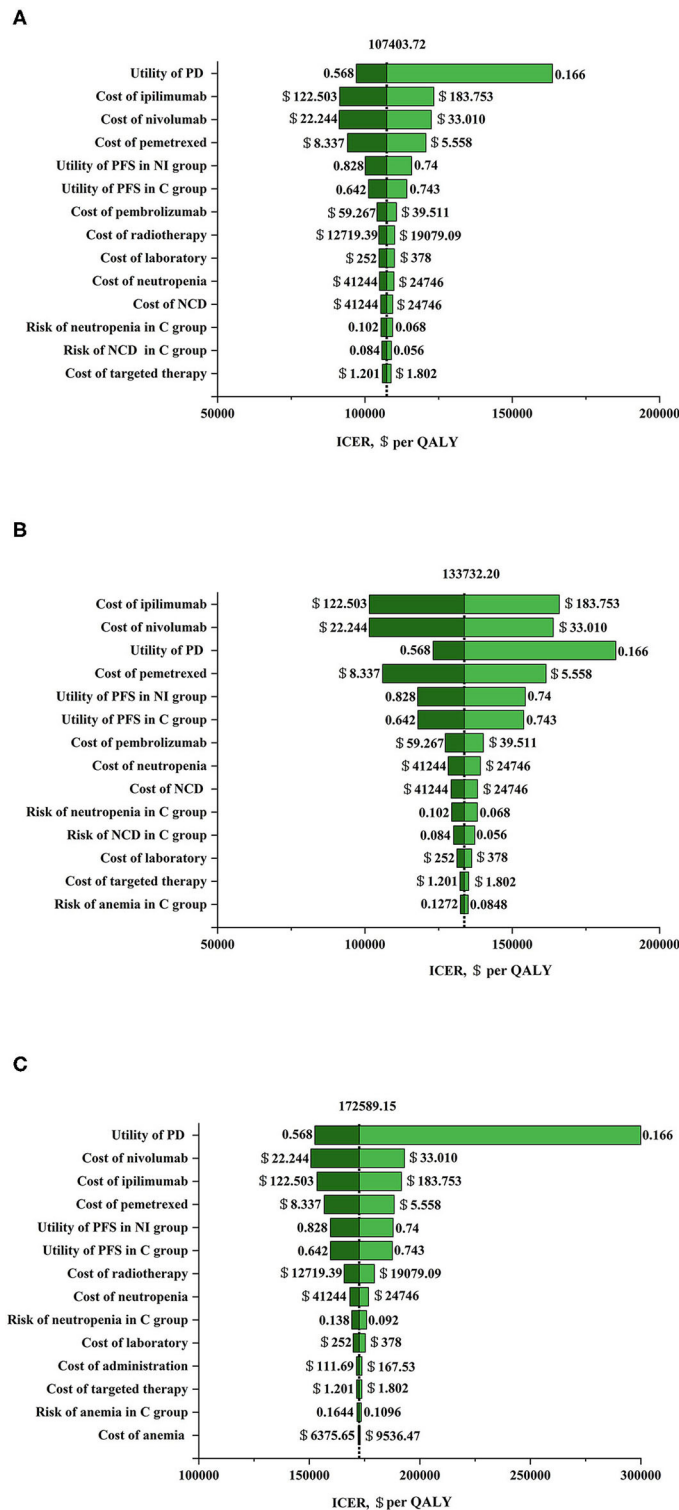 A
107403.72
Utility of PD 0.568 0.166
Cost of ipilimumab $ 122.503 $ 183.753
Cost of nivolumab $ 22.244 $ 33.010
Cost of pemetrexed $ 8.337 $ 5.558
Utility of PFS in NI group 0.828 0.74
Utility of PFS in C group 0.642 0.743
Cost of pembrolizumab $ 59.267 $ 39.511
Cost of radiotherapy $ 12719.39 $ 19079.09
Cost of laboratory $ 252 $ 378
Cost of neutropenia $ 41244 $ 24746
Cost of NCD $ 41244 $ 24746
Risk of neutropenia in C group 0.102 0.068
Risk of NCD in C group 0.084 0.056
Cost of targeted therapy $ 1.201 $ 1.802
50000 100000 150000 200000
ICER, $ per QALY
B
133732.20
Cost of ipilimumab $ 122.503 $ 183.753
Cost of nivolumab $ 22.244 $ 33.010
Utility of PD 0.568 0.166
Cost of pemetrexed $ 8.337 $ 5.558
Utility of PFS in NI group 0.828 0.74
Utility of PFS in C group 0.642 0.743
Cost of pembrolizumab $ 59.267 $ 39.511
Cost of neutropenia $ 41244 $ 24746
Cost of NCD $ 41244 $ 24746
Risk of neutropenia in C group 0.102 0.068
Risk of NCD in C group 0.084 0.056
Cost of laboratory $ 252 $ 378
Cost of targeted therapy $ 1.201 $ 1.802
Risk of anemia in C group 0.1272 0.0848
50000 100000 150000 200000
ICER, $ per QALY
C
172589.15
Utility of PD 0.568 0.166
Cost of nivolumab $ 22.244 $ 33.010
Cost of ipilimumab $ 122.503 $ 183.753
Cost of pemetrexed $ 8.337 $ 5.558
Utility of PFS in NI group 0.828 0.74
Utility of PFS in C group 0.642 0.743
Cost of radiotherapy $ 12719.39 $ 19079.09
Cost of neutropenia $ 41244 $ 24746
Risk of neutropenia in C group 0.138 0.092
Cost of laboratory $ 252 $ 378
Cost of administration $ 111.69 $ 167.53
Cost of targeted therapy $ 1.201 $ 1.802
Risk of anemia in C group 0.1644 0.1096
Cost of anemia $ 6375.65 $ 9536.47
100000 150000 200000 250000 300000
ICER, $ per QALY